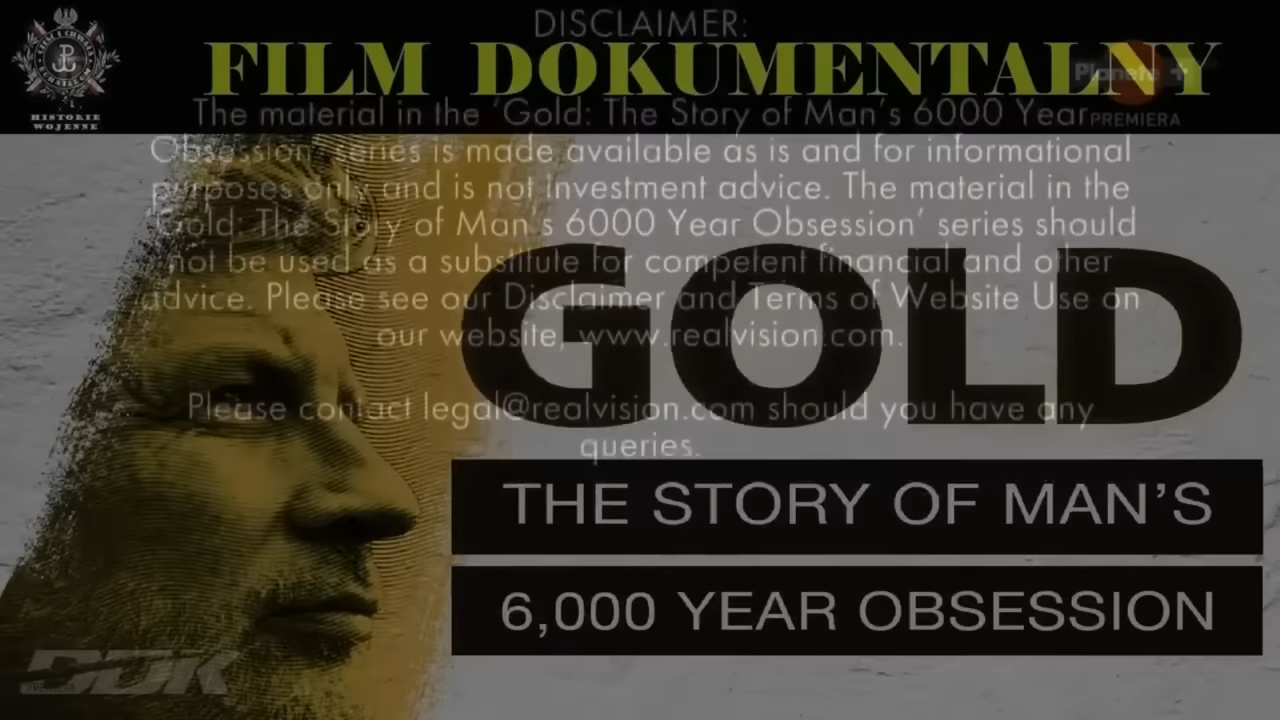 DISCLAIMER:
FILM DOKUMENTALNY
Planete +
PREMIERA
HISTORIE
WOJENNE
The material in the 'Gold: The Story of Man's 6000 Year
Obsession' series is made available as is and for informational
purposes only and is not investment advice. The material in the
'Gold: The Story of Man's 6000 Year Obsession' series should
not be used as a substitute for competent financial and other
advice. Please see our Disclaimer and Terms of Website Use on
our website, www.realvision.com.
Please contact legal@realvision.com should you have any
queries.
GOLD
THE STORY OF MAN'S
6,000 YEAR OBSESSION
DDK